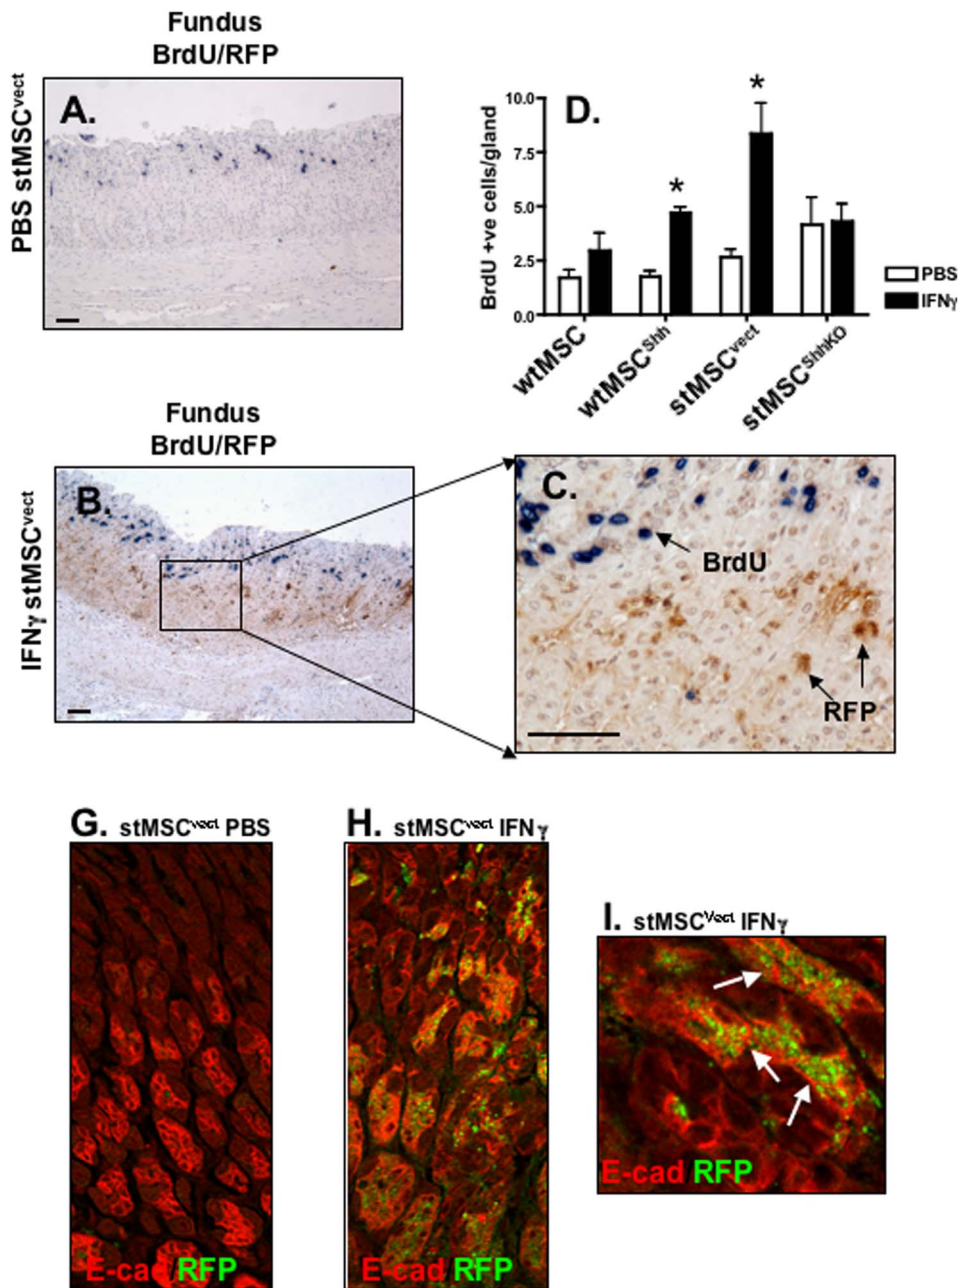 Fundus
BrdU/RFP
PBS stMSCvect
A.
D.
BrdU +ve cells/gland
10.0
7.5
5.0
2.5
0.0
*
*
PBS
IFNγ
wtMSC
wtMSCShh
stMSCvect
stMSCShhKO
Fundus
BrdU/RFP
IFNγ stMSCvect
B.
C.
BrdU
RFP
G. stMSCvect PBS
H. stMSCvect IFNγ
I. stMSCVect IFNγ
E-cad RFP
E-cad RFP
E-cad RFP